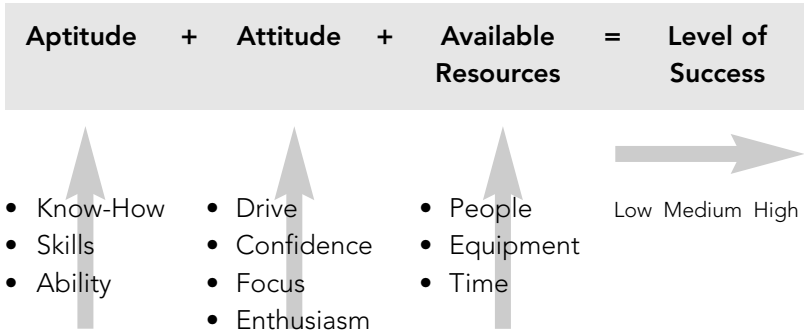 Aptitude + Attitude + Available Resources = Level of Success
• Know-How
• Skills
• Ability
• Drive
• Confidence
• Focus
• Enthusiasm
• People
• Equipment
• Time
Low Medium High